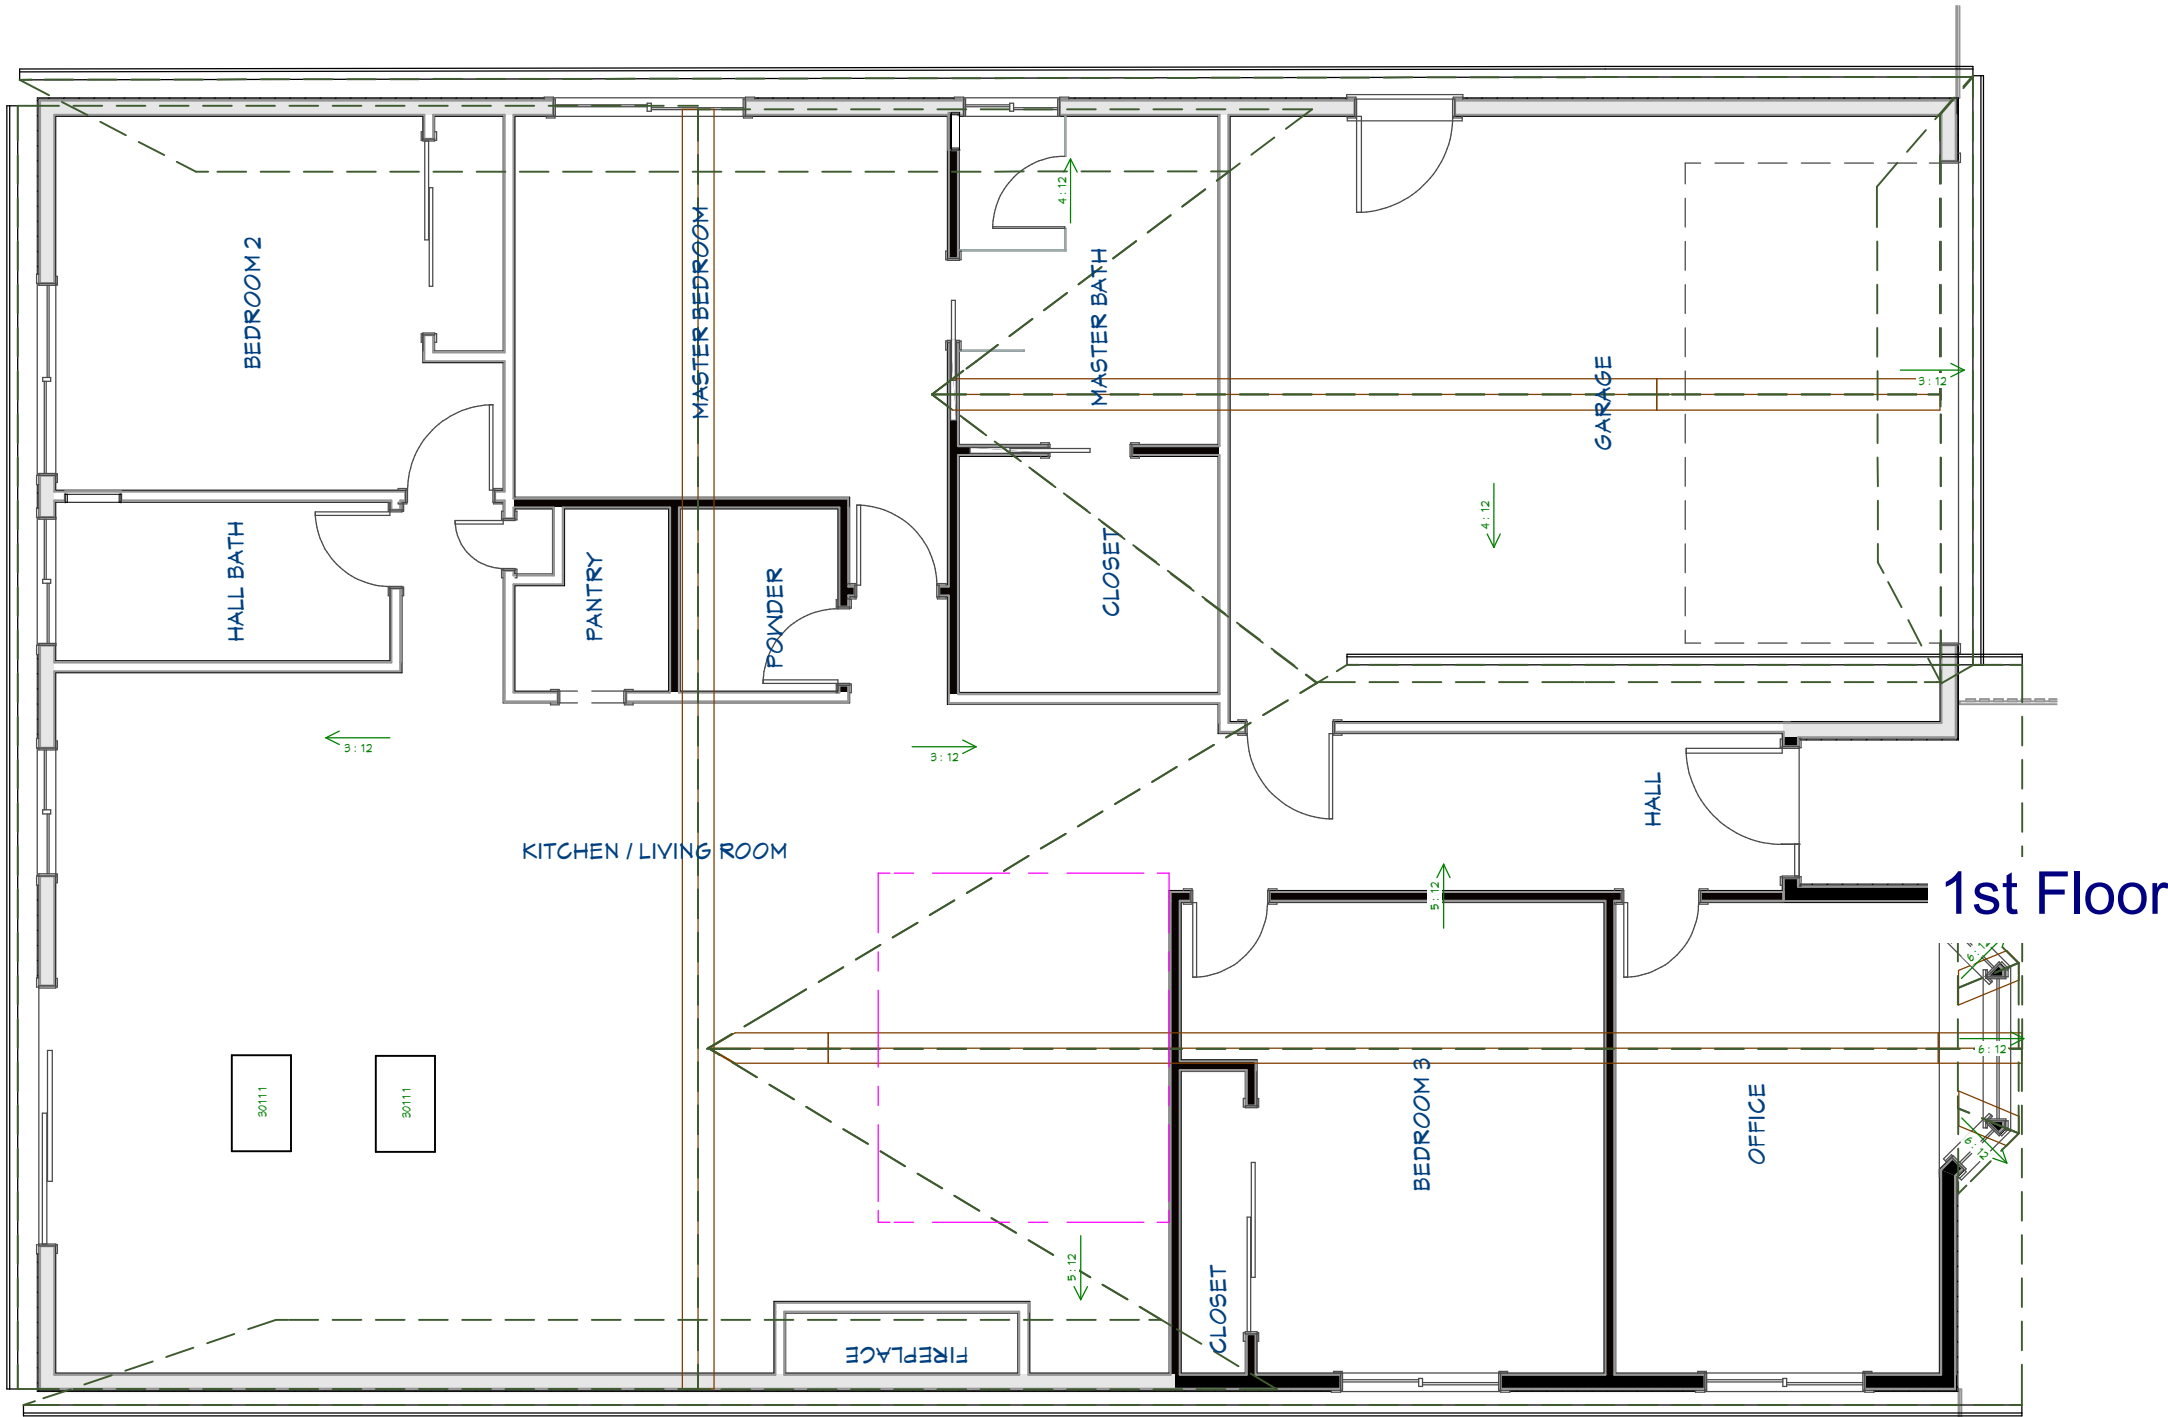 4:12
BEDROOM 2
MASTER BEDROOM
MASTER BATH
GARAGE
3:12
4:12
HALL BATH
PANTRY
POWDER
CLOSET
3:12
3:12
HALL
KITCHEN / LIVING ROOM
5:12
1st Floor
6:12
30111
30111
BEDROOM 3
OFFICE
6:12
5:12
CLOSET
FIREPLACE